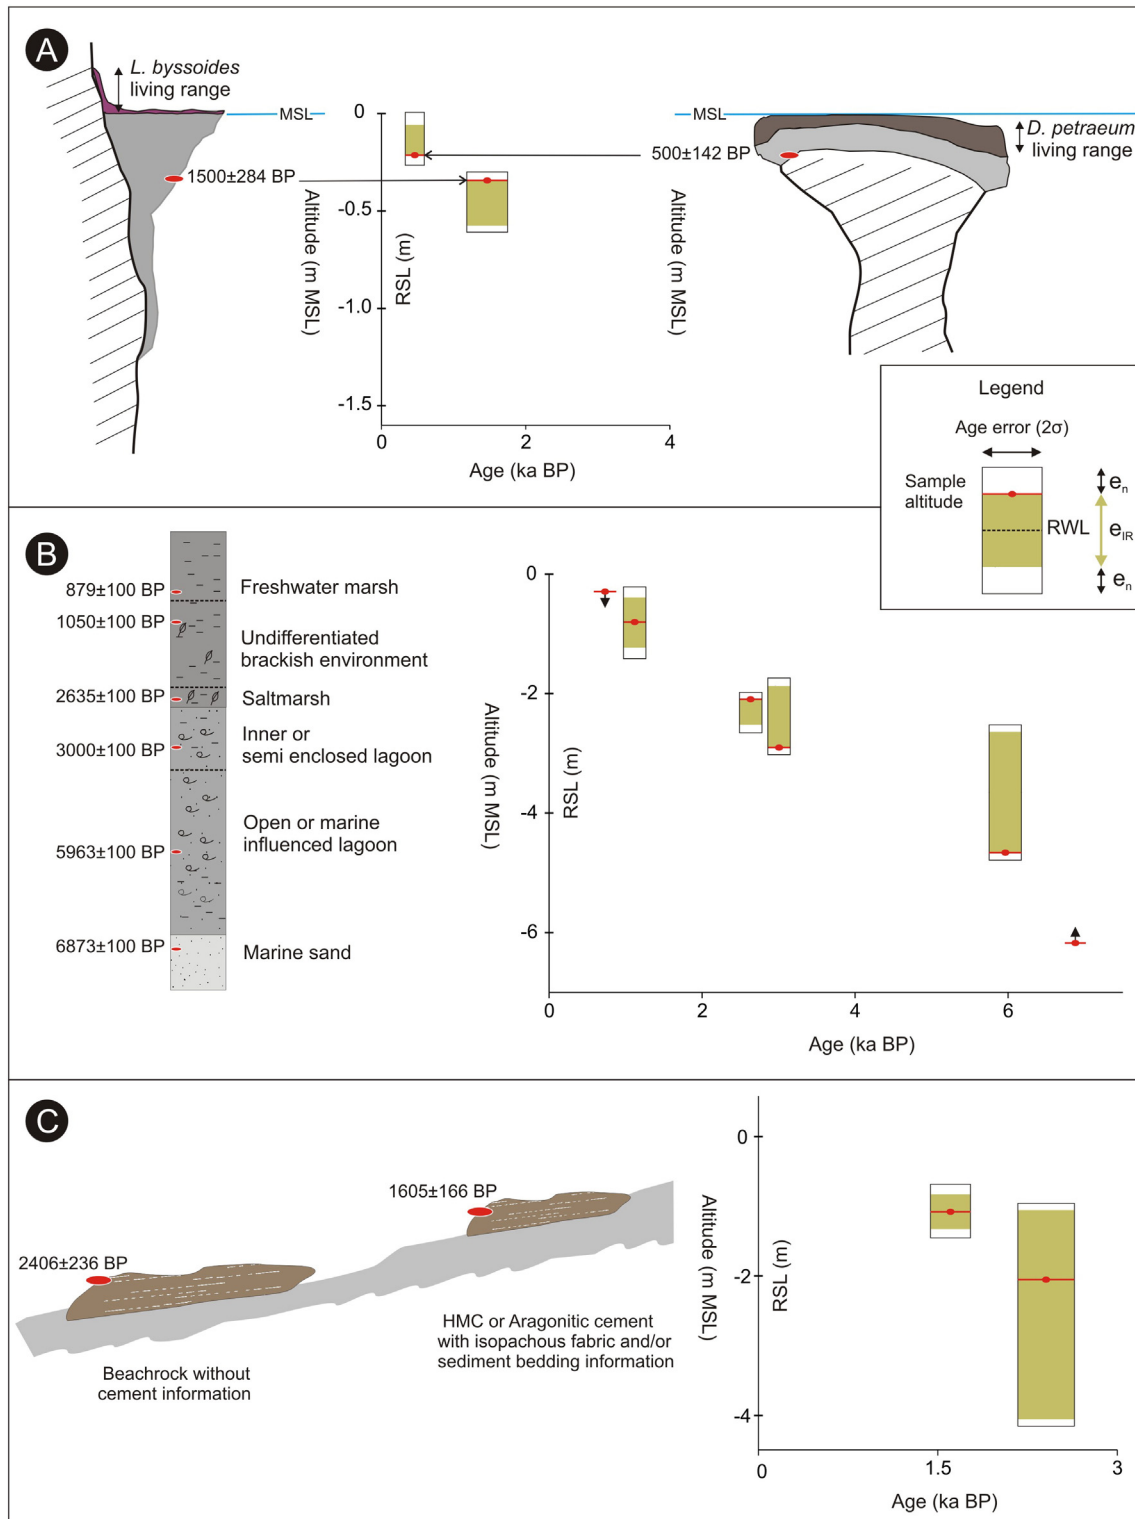 A
L. byssoides
living range
MSL
1500±284 BP
0
-0.5
-1.0
-1.5
Altitude (m MSL)
RSL (m)
0
2
4
Age (ka BP)
MSL
500±142 BP
D. petraeum
living range
Altitude (m MSL)
Legend
Age error (2σ)
Sample
altitude
RWL
en
eIR
en
B
879±100 BP
Freshwater marsh
1050±100 BP
Undifferentiated
brackish environment
2635±100 BP
Saltmarsh
3000±100 BP
Inner or
semi enclosed lagoon
5963±100 BP
Open or marine
influenced lagoon
6873±100 BP
Marine sand
0
-2
-4
-6
Altitude (m MSL)
RSL (m)
0
2
4
6
Age (ka BP)
C
2406±236 BP
1605±166 BP
Beachrock without
cement information
HMC or Aragonitic cement
with isopachous fabric and/or
sediment bedding information
0
-2
-4
Altitude (m MSL)
RSL (m)
0
1.5
3
Age (ka BP)